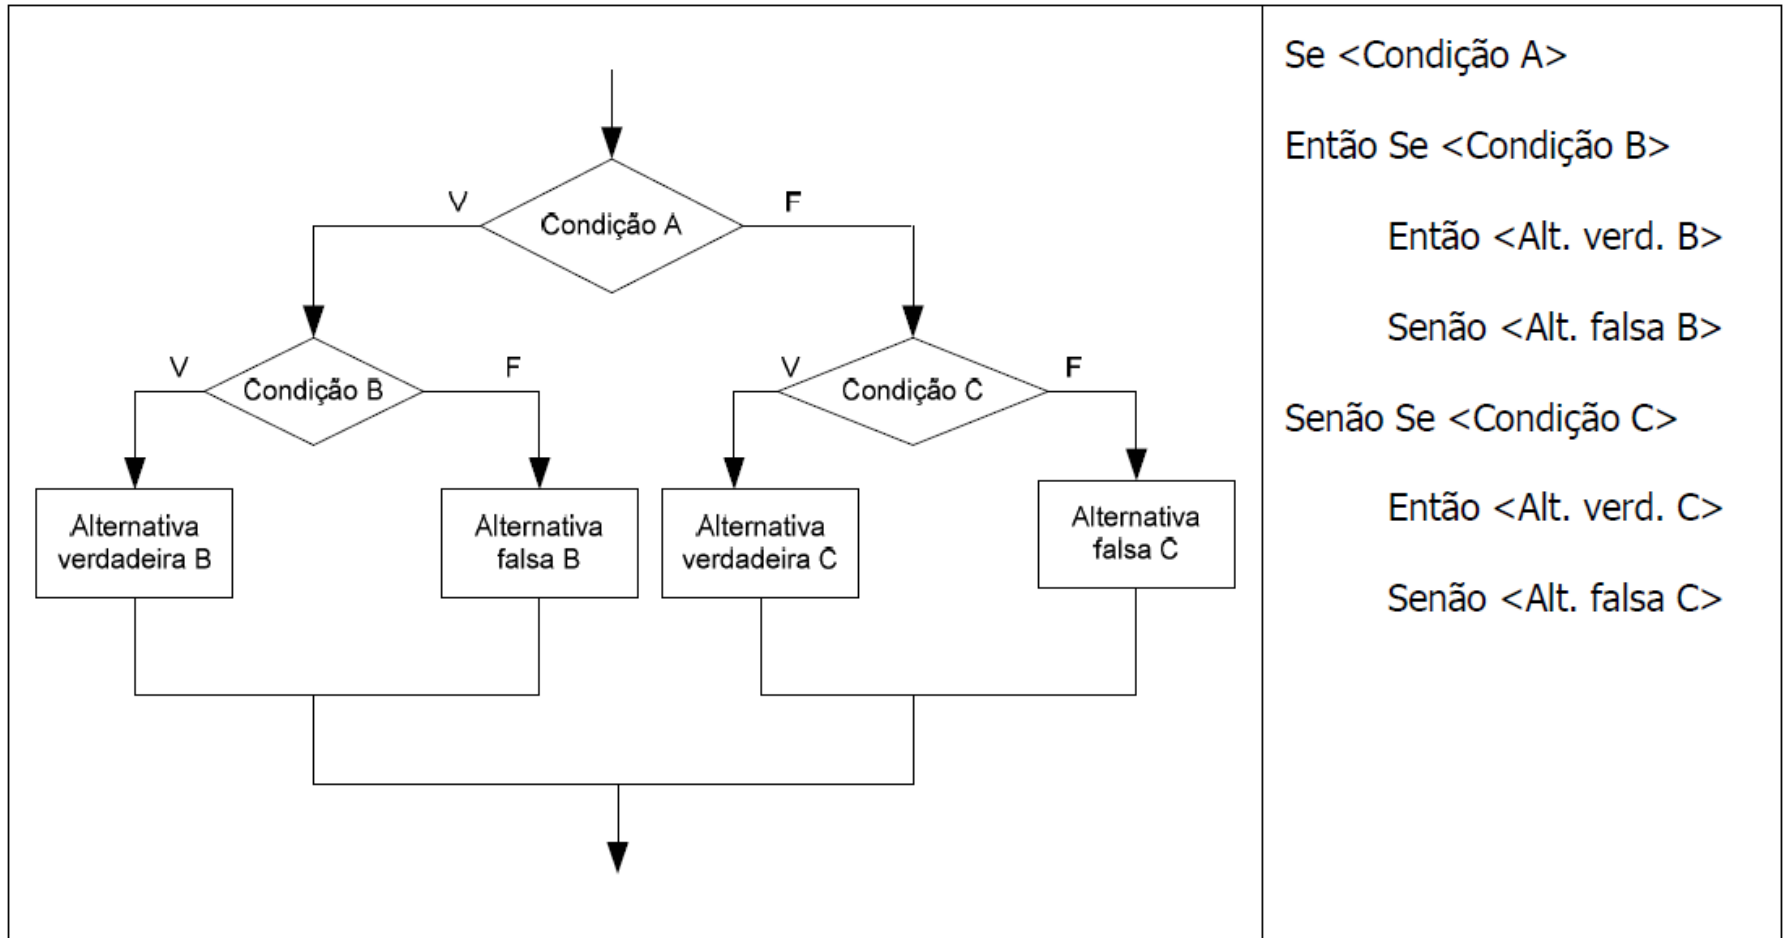 V
F
Condição A
V
F
V
F
Condição B
Condição C
Alternativa
verdadeira B
Alternativa
falsa B
Alternativa
verdadeira C
Alternativa
falsa C
Se <Condição A>
Então Se <Condição B>
Então <Alt. verd. B>
Senão <Alt. falsa B>
Senão Se <Condição C>
Então <Alt. verd. C>
Senão <Alt. falsa C>